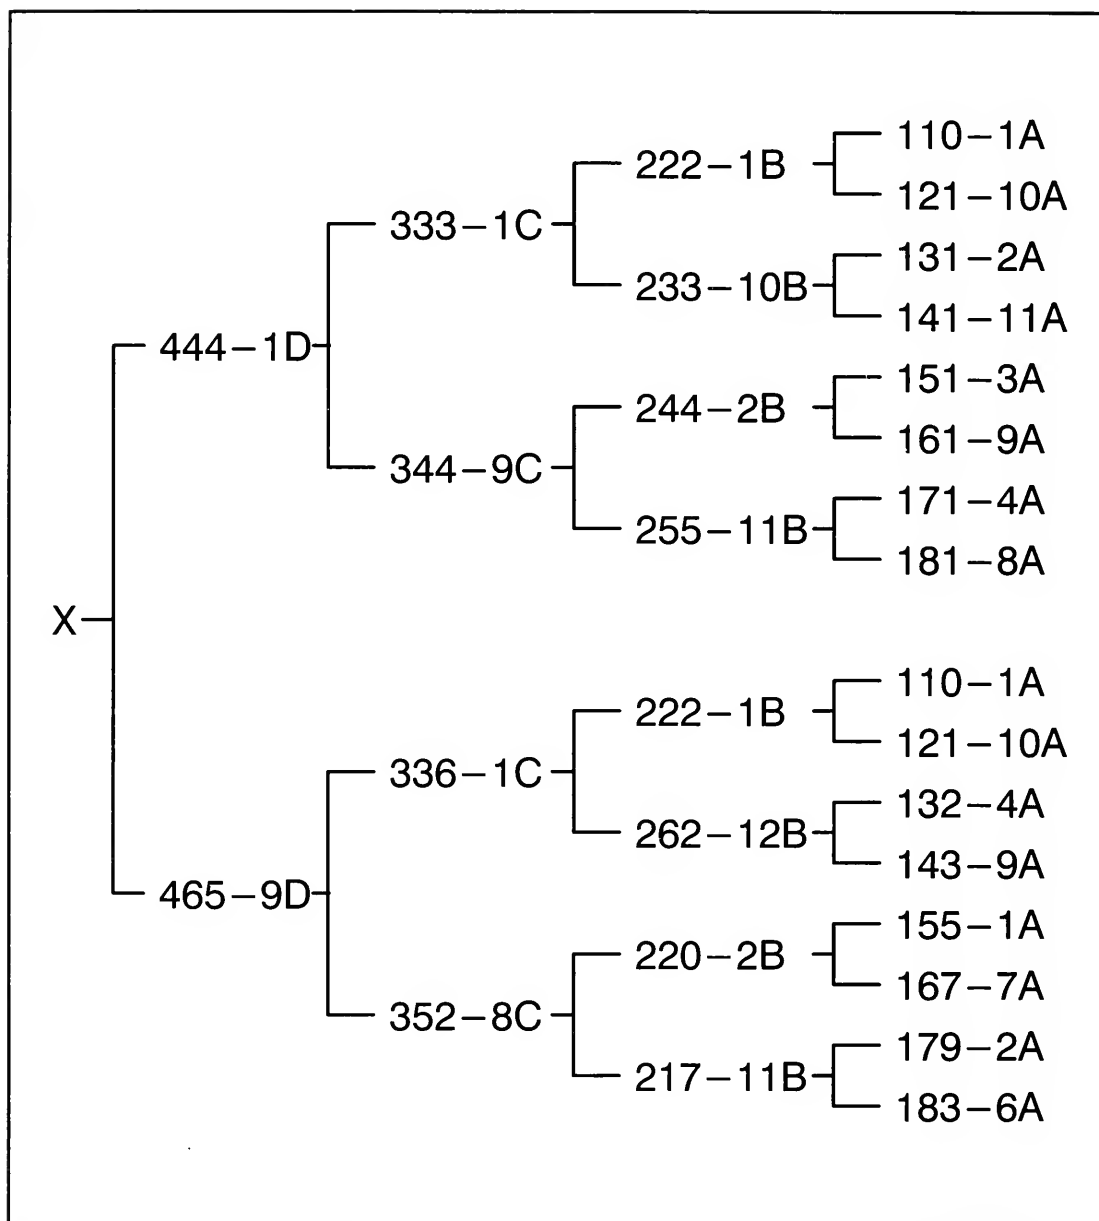 110-1A
222-1B
121-10A
333-1C
131-2A
233-10B
141-11A
444-1D
151-3A
244-2B
161-9A
344-9C
171-4A
255-11B
181-8A
X
110-1A
222-1B
121-10A
336-1C
132-4A
262-12B
143-9A
465-9D
155-1A
220-2B
167-7A
352-8C
179-2A
217-11B
183-6A